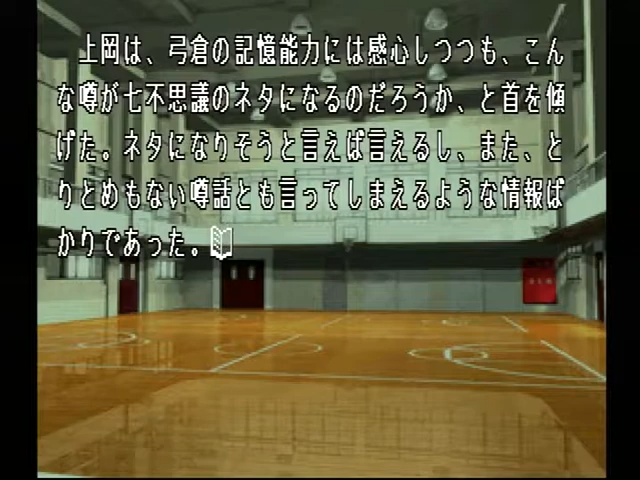 上岡は、弓倉の記憶能力には感心しつつも、こん
な噂が七不思議のネタになるのだろうか、と首を傾
げた。ネタになりそうと言えば言えるし、また、と
りとめもない噂話とも言ってしまえるような情報ば
かりであった。